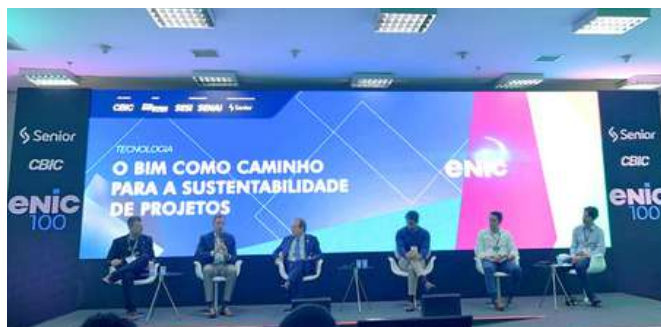 CBIC
SESI SENAI
Senior
TECNOLOGIA
O BIM COMO CAMINHO
PARA A SUSTENTABILIDADE
DE PROJETOS
enic
Senior
CBIC
enic
100
Senior
CBIC
enic
100